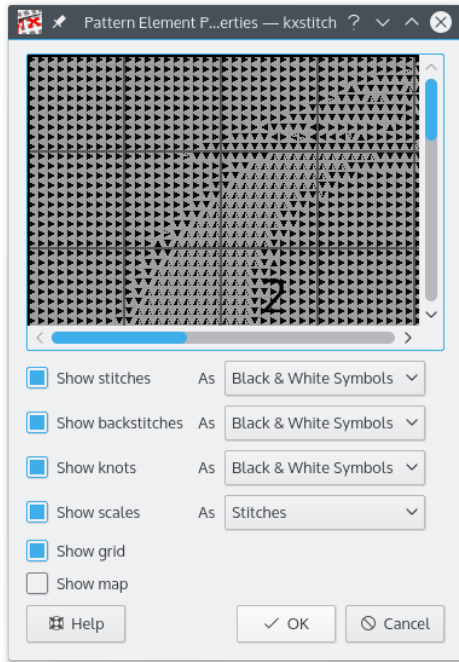 Pattern Element P...erties — kxstitch
2
Show stitches As Black & White Symbols
Show backstitches As Black & White Symbols
Show knots As Black & White Symbols
Show scales As Stitches
Show grid
Show map
Help OK Cancel